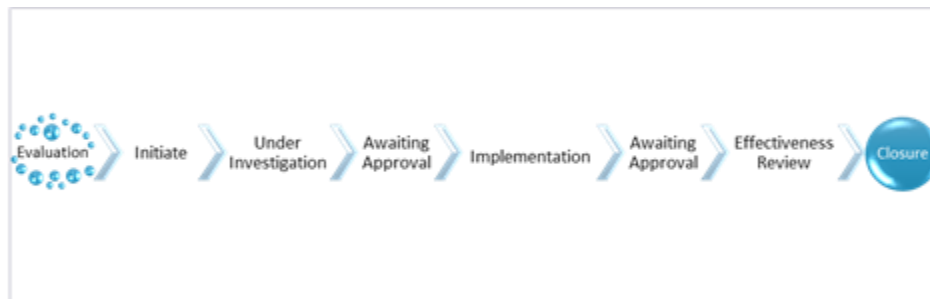 Evaluation
Initiate
Under
Investigation
Awaiting
Approval
Implementation
Awaiting
Approval
Effectiveness
Review
Closure